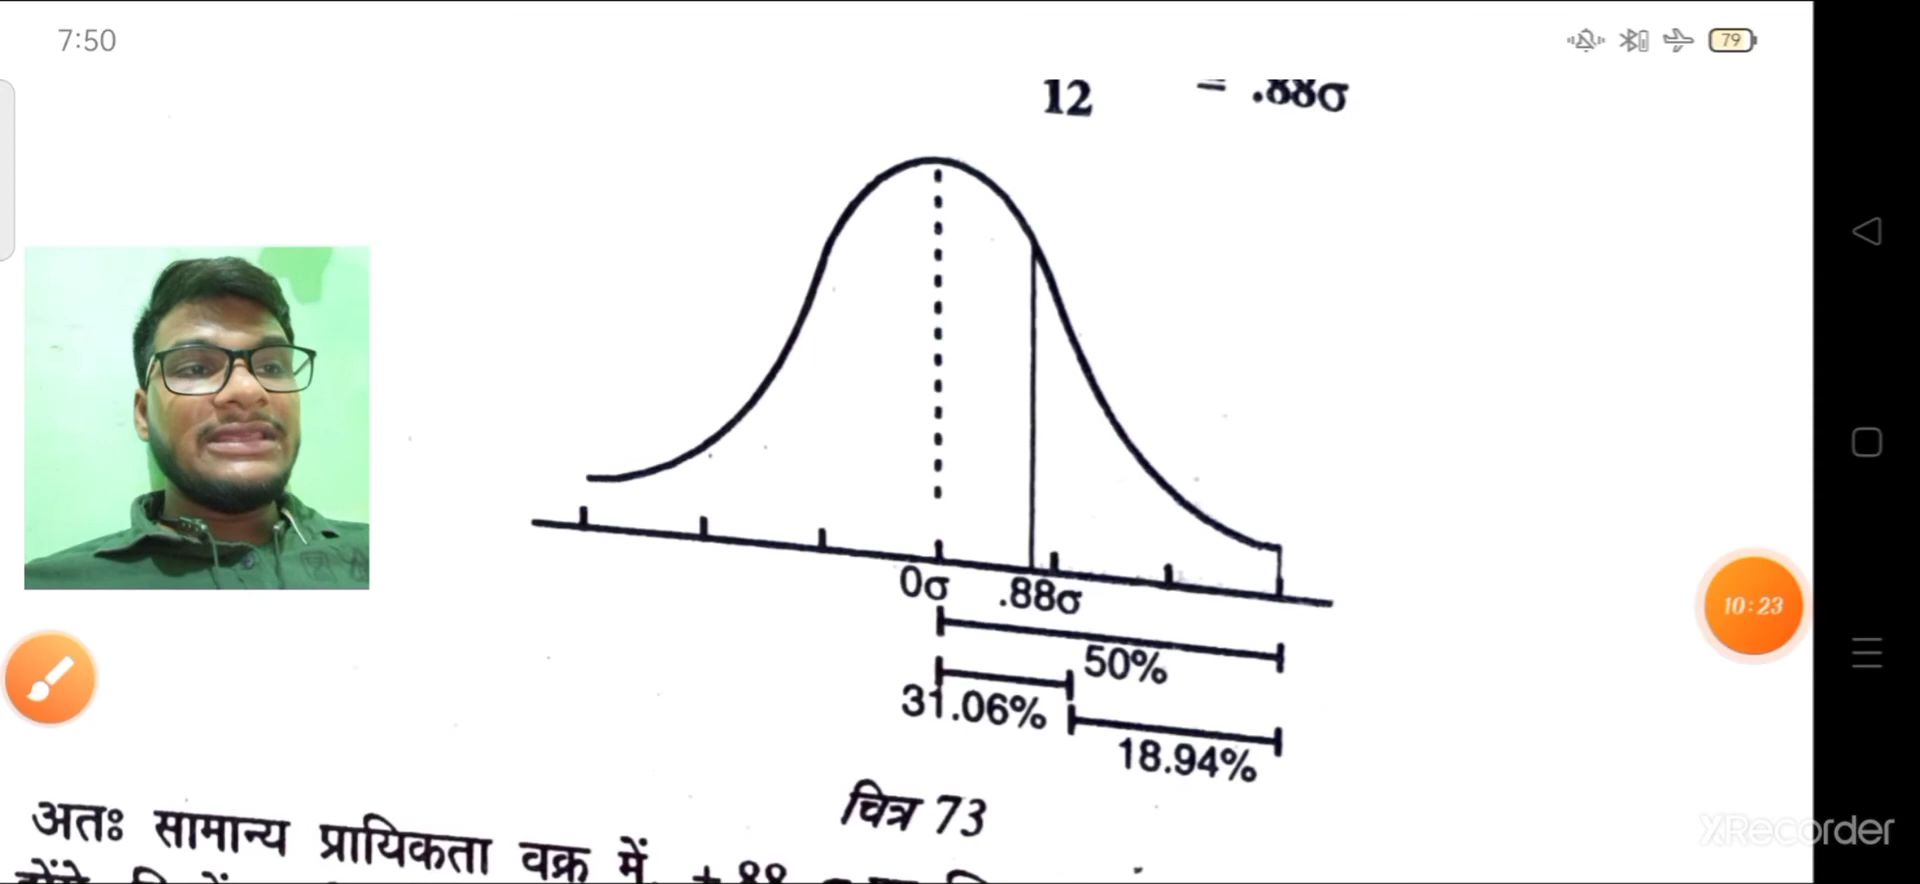 7:50
79
12 = .88σ
0σ .88σ
50%
31.06%
18.94%
चित्र 73
10:23
XRecorder
अतः सामान्य प्रायिकता वक्र में